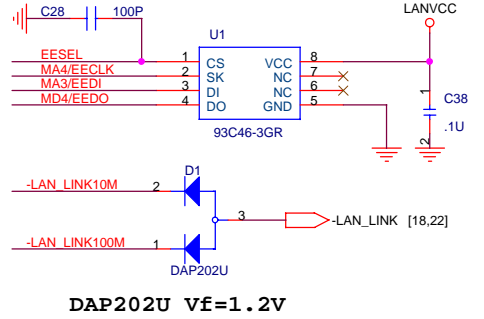 C28 100P LANVCC
U1
EESEL 1 CS VCC 8
MA4/EECLK 2 SK NC 7
MA3/EEDI 3 DI NC 6
MD4/EEDO 4 DO GND 5
1 C38
93C46-3GR .1U
2
D1
-LAN_LINK10M 2
3 -LAN_LINK [18,22]
-LAN_LINK100M 1
DAP202U
DAP202U Vf=1.2V